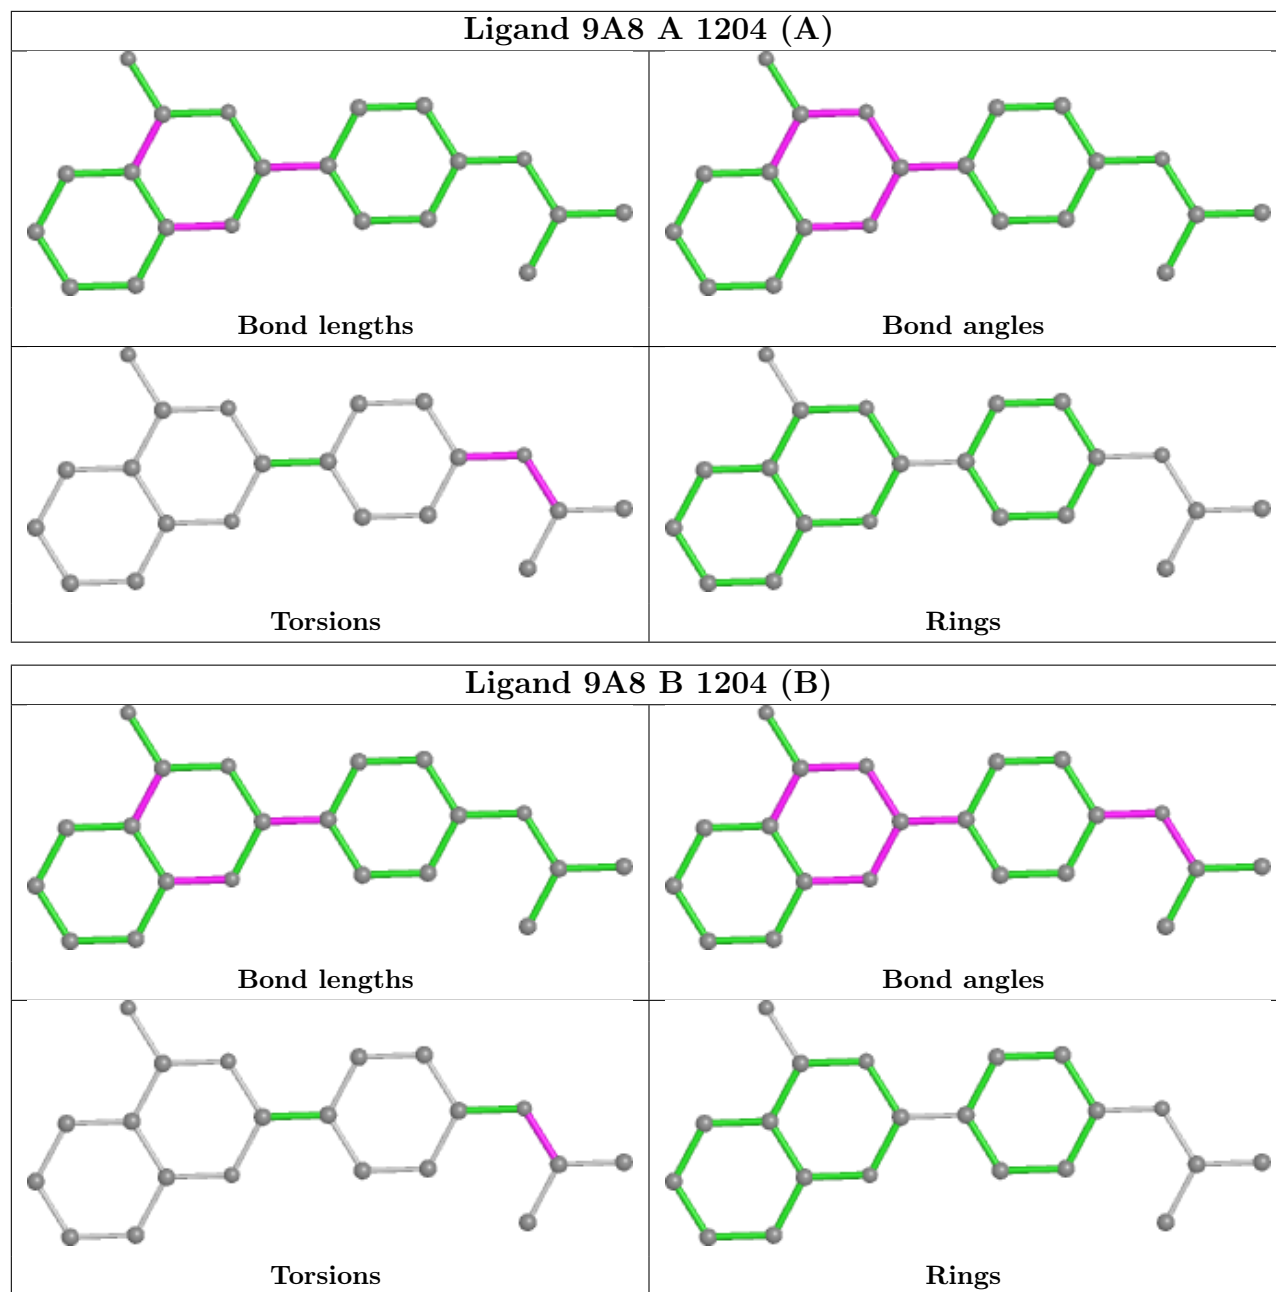 Ligand 9A8 A 1204 (A)
Bond lengths
Bond angles
Torsions
Rings
Ligand 9A8 B 1204 (B)
Bond lengths
Bond angles
Torsions
Rings